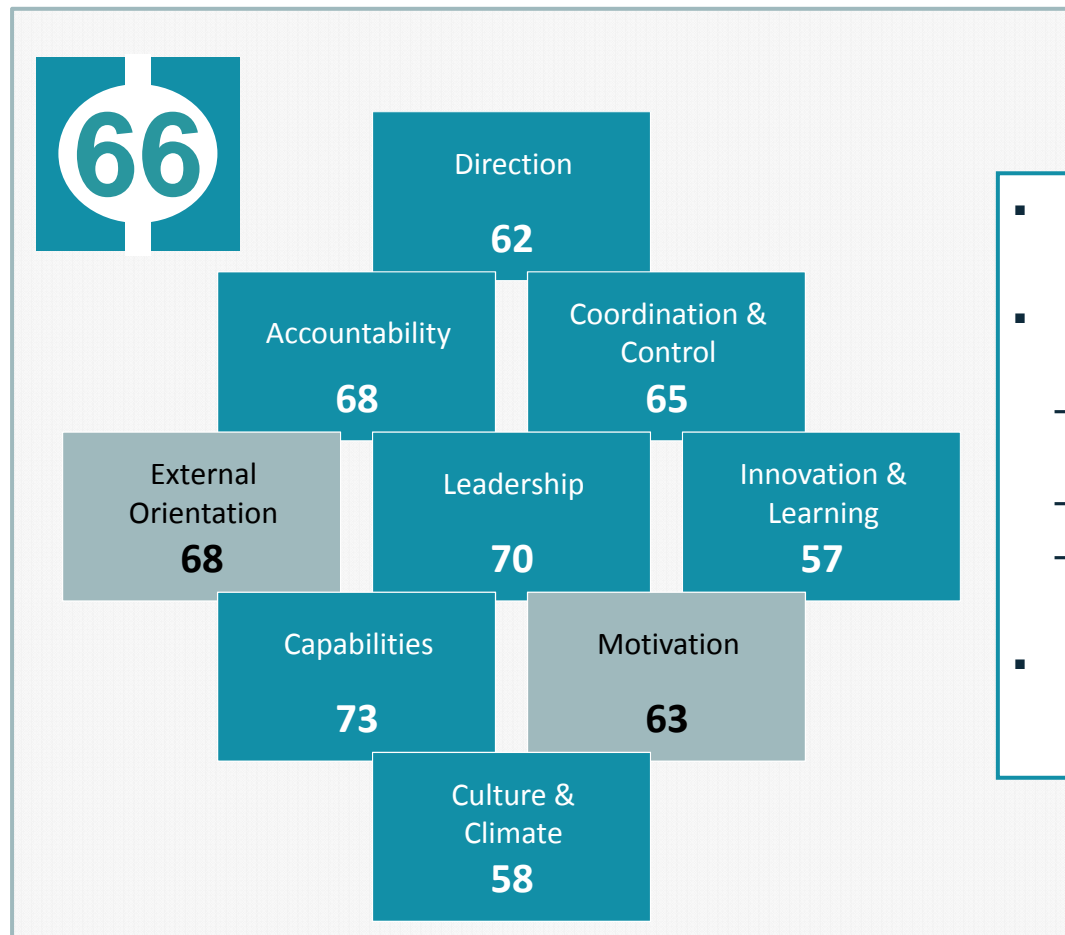 66
Direction
62
Accountability
68
Coordination &
Control
65
External
Orientation
68
Leadership
70
Innovation &
Learning
57
Capabilities
73
Motivation
63
Culture &
Climate
58